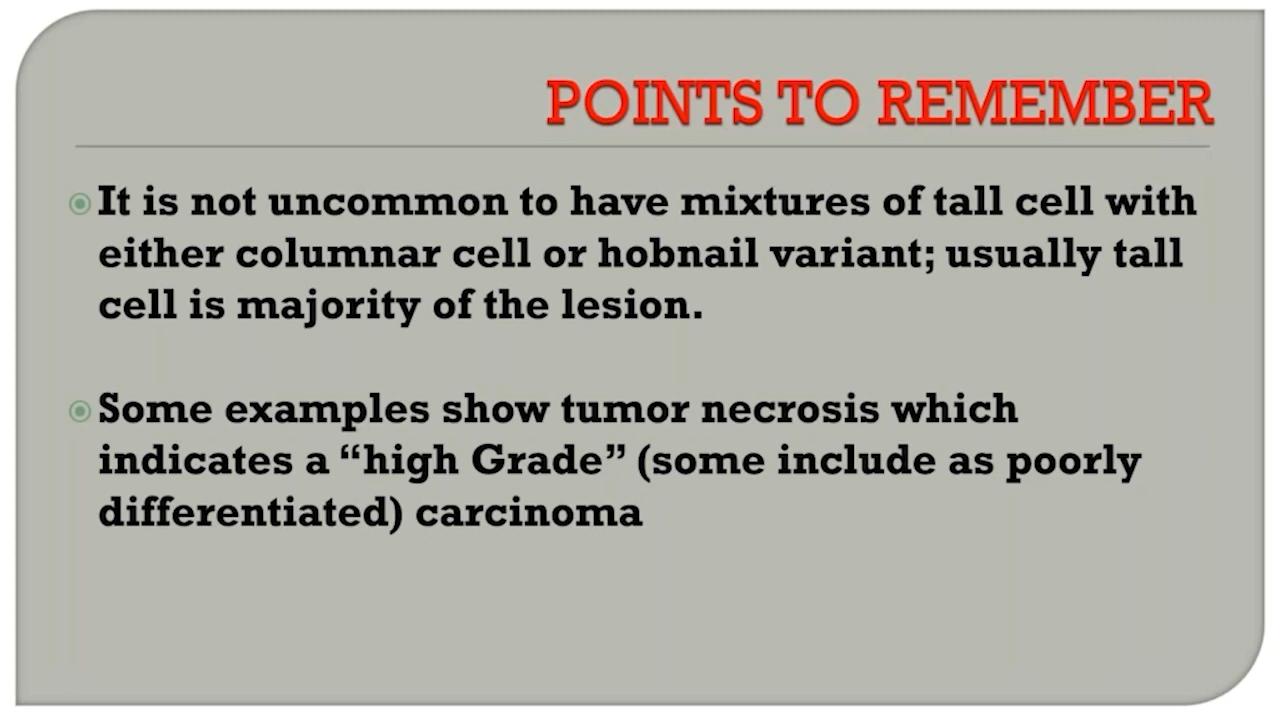 POINTS TO REMEMBER
It is not uncommon to have mixtures of tall cell with
either columnar cell or hobnail variant; usually tall
cell is majority of the lesion.
Some examples show tumor necrosis which
indicates a “high Grade” (some include as poorly
differentiated) carcinoma